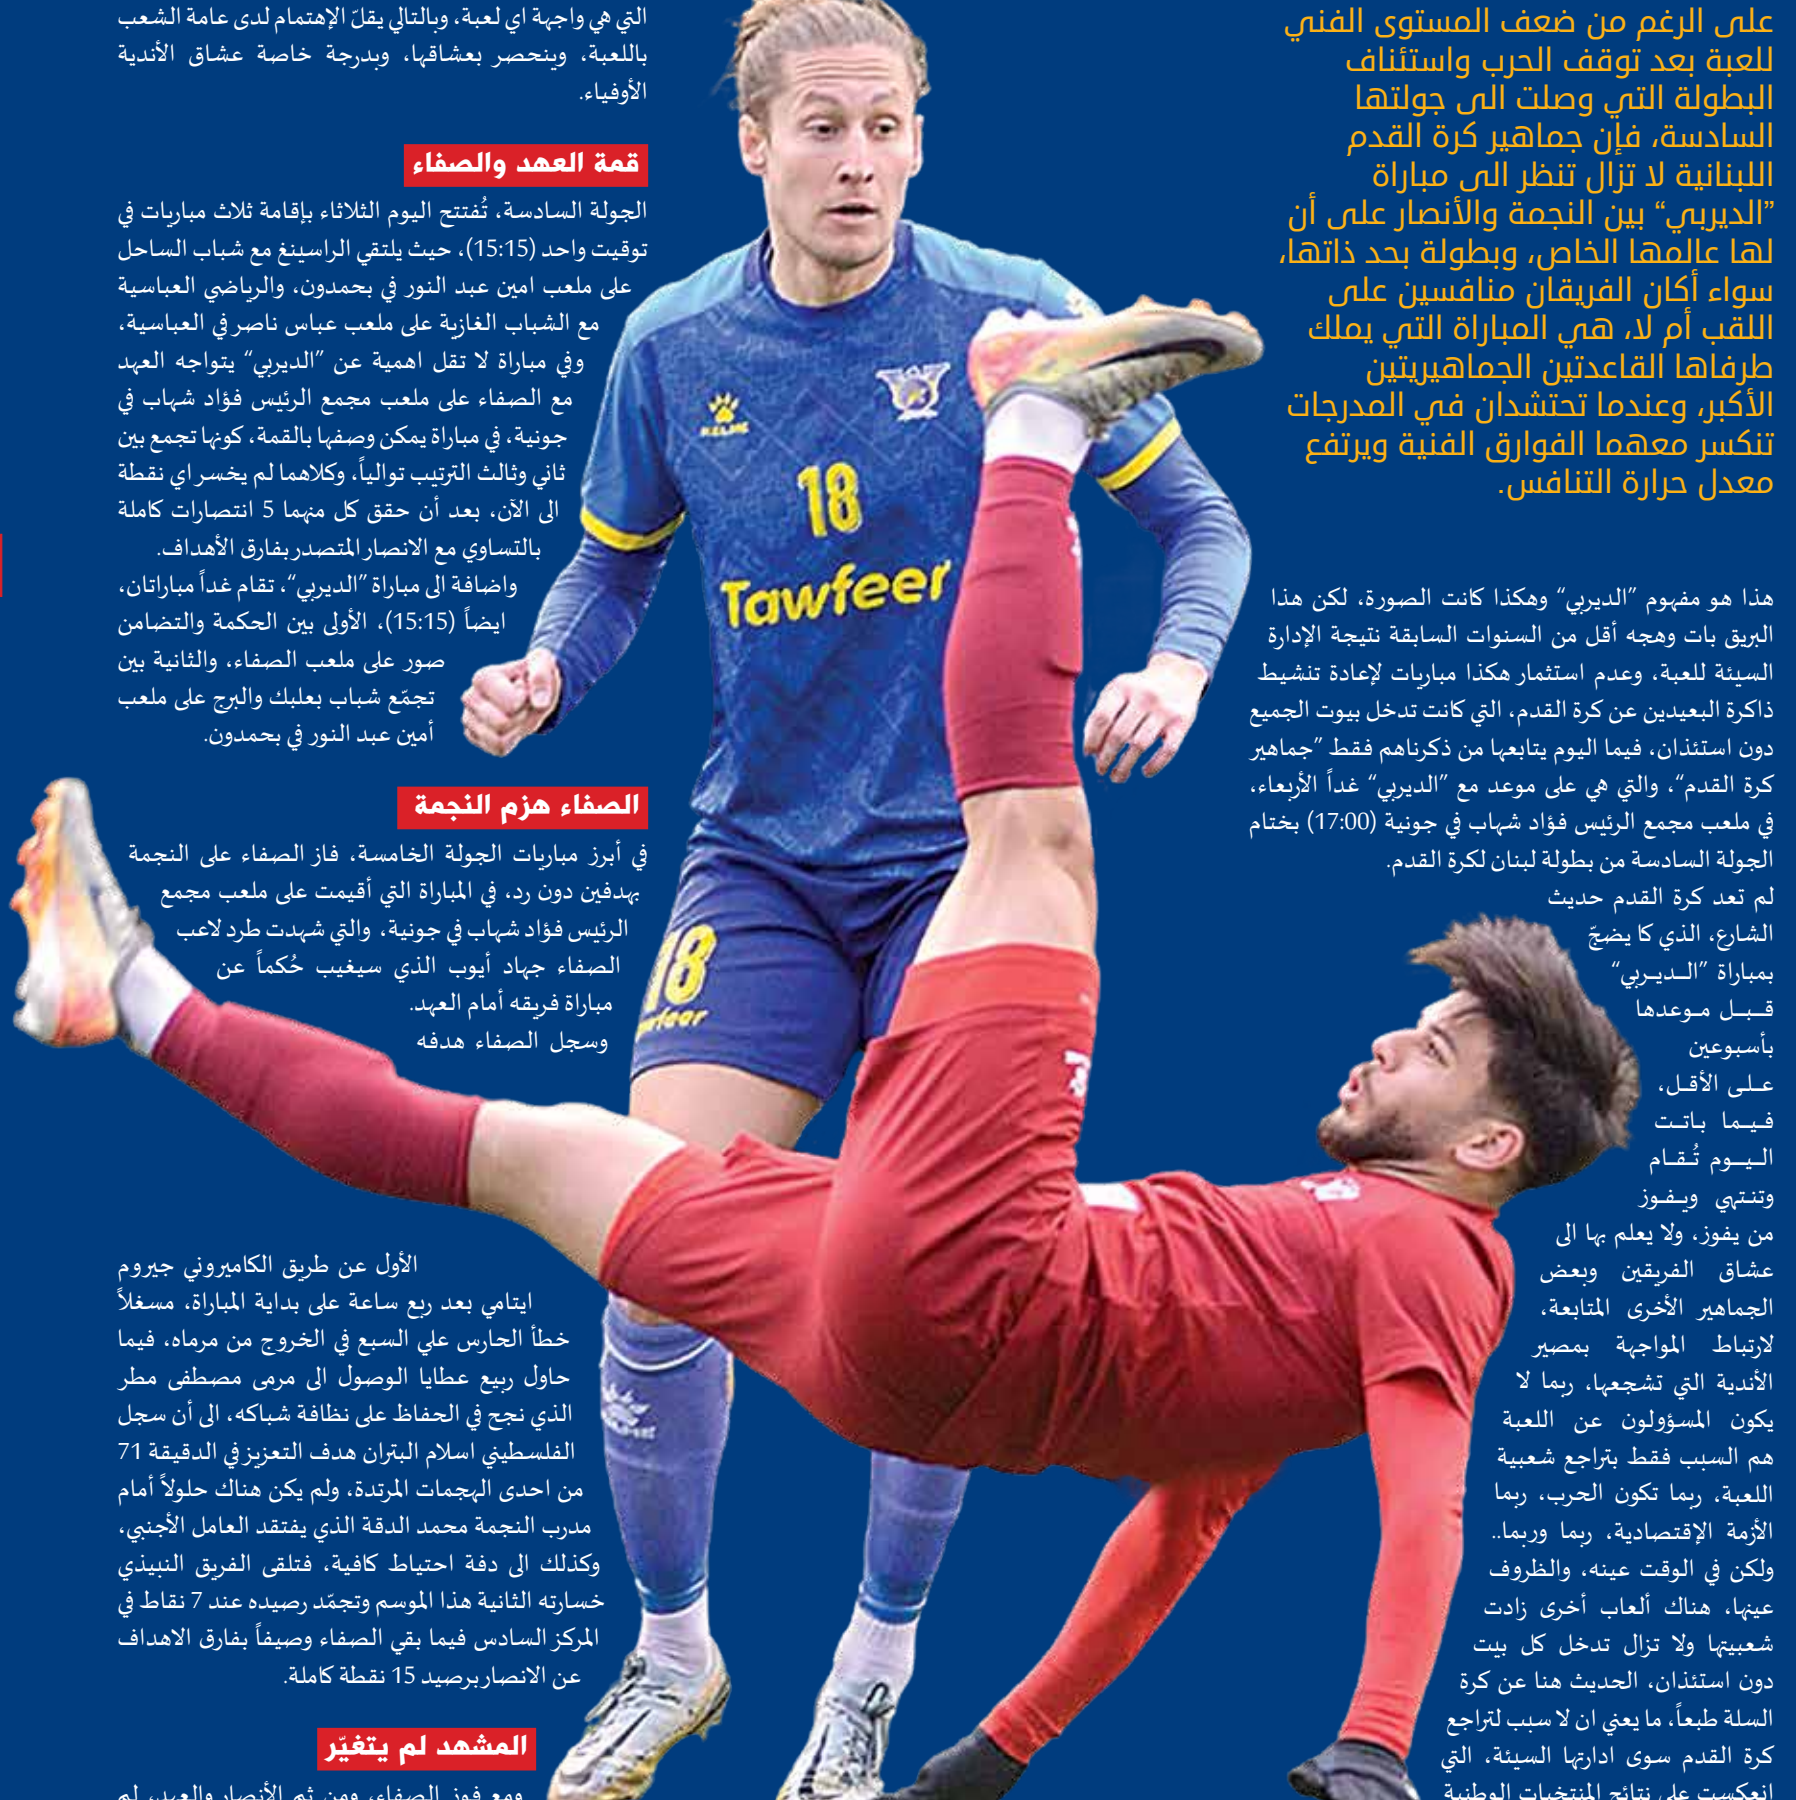 على الرغم من ضعف المستوى الفني
للعبة بعد توقف الحرب واستئناف
البطولة التي وصلت الى جولتها
السادسة، فإن جماهير كرة القدم
اللبنانية لا تزال تنظر الى مباراة
”الديربي“ بين النجمة والأنصار على أن
لها عالمها الخاص، وبطولة بحد ذاتها،
سواء أكان الفريقان منافسين على
اللقب أم لا، هي المباراة التي يملك
طرفاها القاعدتين الجماهيريتين
الأكبر، وعندما تحتشدان في المدرجات
تنكسر معهما الفوارق الفنية ويرتفع
معدل حرارة التنافس.
هذا هو مفهوم ”الديربي“ وهكذا كانت الصورة، لكن هذا
البريق بات وهجه أقل من السنوات السابقة نتيجة الإدارة
السيئة للعبة، وعدم استثمار هكذا مباريات لإعادة تنشيط
ذاكرة البعيدين عن كرة القدم، التي كانت تدخل بيوت الجميع
دون استئذان، فيما اليوم يتابعها من ذكرناهم فقط ”جماهير
كرة القدم“، والتي هي على موعد مع ”الديربي“ غداً الأربعاء،
في ملعب مجمع الرئيس فؤاد شهاب في جونية (17:00) بختام
الجولة السادسة من بطولة لبنان لكرة القدم.
لم تعد كرة القدم حديث
الشارع، الذي كا يضجّ
بمباراة ”الـديـربي“
قـبـل مـوعدها
بأسبوعين
عـلـى الأقـل،
فـيـمـا بـاتـت
الـيـوم تُـقـام
وتنتهي ويـفـوز
من يفوز، ولا يعلم بها الى
عشاق الفريقين وبعض
الجماهير الأخرى المتابعة،
لارتباط المواجهة بمصير
الأندية التي تشجعها، ربما لا
يكون المسؤولون عن اللعبة
هم السبب فقط بتراجع شعبية
اللعبة، ربما تكون الحرب، ربما
الأزمة الإقتصادية، ربما وربما..
ولكن في الوقت عينه، والظروف
عينها، هناك ألعاب أخرى زادت
شعبيتها ولا تزال تدخل كل بيت
دون استئذان، الحديث هنا عن كرة
السلة طبعاً، ما يعني ان لا سبب لتراجع
كرة القدم سوى ادارتها السيئة، التي
انعكست على نتائج المنتخبات الوطنية
التي هي واجهة اي لعبة، وبالتالي يقلّ الإهتمام لدى عامة الشعب
باللعبة، وينحصر بعشاقها، وبدرجة خاصة عشاق الأندية
الأوفياء.
قمة العهد والصفاء
الجولة السادسة، تُفتتح اليوم الثلاثاء بإقامة ثلاث مباريات في
توقيت واحد (15:15)، حيث يلتقي الراسينغ مع شباب الساحل
على ملعب امين عبد النور في بحمدون، والرياضي العباسية
مع الشباب الغازية على ملعب عباس ناصر في العباسية،
وفي مباراة لا تقل اهمية عن ”الديربي“ يتواجه العهد
مع الصفاء على ملعب مجمع الرئيس فؤاد شهاب في
جونية، في مباراة يمكن وصفها بالقمة، كونها تجمع بين
ثاني وثالث الترتيب توالياً، وكلاهما لم يخسر اي نقطة
الى الآن، بعد أن حقق كل منهما 5 انتصارات كاملة
بالتساوي مع الانصار المتصدر بفارق الأهداف.
واضافة الى مباراة ”الديربي“، تقام غداً مباراتان،
ايضاً (15:15)، الأولى بين الحكمة والتضامن
صور على ملعب الصفاء، والثانية بين
تجمّع شباب بعلبك والبرج على ملعب
أمين عبد النور في بحمدون.
الصفاء هزم النجمة
في أبرز مباريات الجولة الخامسة، فاز الصفاء على النجمة
بهدفين دون رد، في المباراة التي أقيمت على ملعب مجمع
الرئيس فؤاد شهاب في جونية، والتي شهدت طرد لاعب
الصفاء جهاد أيوب الذي سيغيب حُكماً عن
مباراة فريقه أمام العهد.
وسجل الصفاء هدفه
الأول عن طريق الكاميروني جيروم
ايتامي بعد ربع ساعة على بداية المباراة، مسغلاً
خطأ الحارس علي السبع في الخروج من مرماه، فيما
حاول ربيع عطايا الوصول الى مرمى مصطفى مطر
الذي نجح في الحفاظ على نظافة شباكه، الى أن سجل
الفلسطيني اسلام البتران هدف التعزيز في الدقيقة 71
من احدى الهجمات المرتدة، ولم يكن هناك حلولاً أمام
مدرب النجمة محمد الدقة الذي يفتقد العامل الأجنبي،
وكذلك الى دفة احتياط كافية، فتلقى الفريق النبيذي
خسارته الثانية هذا الموسم وتجمّد رصيده عند 7 نقاط في
المركز السادس فيما بقي الصفاء وصيفاً بفارق الاهداف
عن الانصار برصيد 15 نقطة كاملة.
المشهد لم يتغيّر
ومع فوز الصفاء، ومن ثم الأنصار والعهد، لم
KELME
18
Tawfeer
18